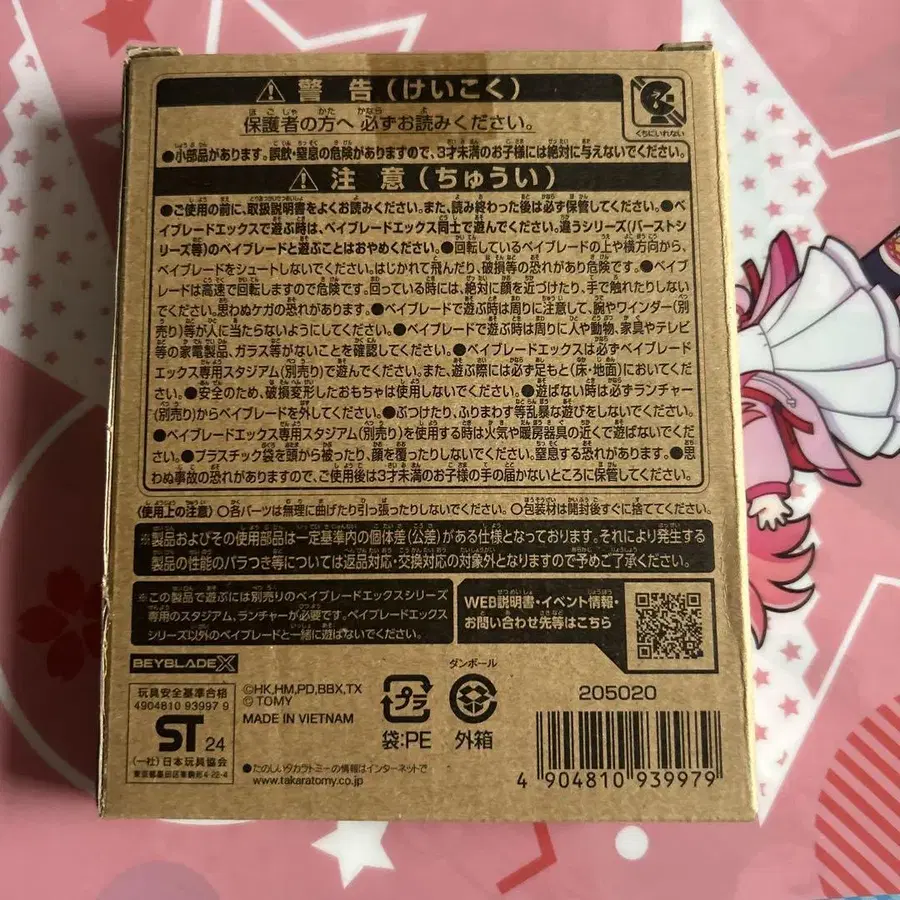 ⚠ 警告(けいこく)
保護者の方へ 必ずお読みください。
くちにいれない
●小部品があります。誤飲・窒息の危険がありますので、3才未満のお子様には絶対に与えないでください。
⚠ 注意(ちゅうい)
●ご使用の前に、取扱説明書をよくお読みください。また、読み終わった後は必ず保管してください。●ベ
イブレードエックスで遊ぶ時は、ベイブレードエックス同士で遊んでください。違うシリーズ(バーストシ
リーズ等)のベイブレードと遊ぶことはおやめください。●回転しているベイブレードの上や横方向から、
ベイブレードをシュートしないでください。はじかれて飛んだり、破損等の恐れがあり危険です。●ベイブ
レードは高速で回転しますので危険です。回っている時には、絶対に顔を近づけたり、手で触れたりしない
でください。思わぬケガの恐れがあります。●ベイブレードで遊ぶ時は周りに注意して、腕やワインダー(別
売り)等が人に当たらないようにしてください。●ベイブレードで遊ぶ時は周りに人や動物、家具やテレビ
等の家電製品、ガラス等がないことを確認してください。●ベイブレードエックスは必ずベイブレード
エックス専用スタジアム(別売り)で遊んでください。また、遊ぶ際には必ず足もと(床・地面)においてくだ
さい。●安全のため、破損変形したおもちゃは使用しないでください。●遊ばない時は必ずランチャー
(別売り)からベイブレードを外してください。●ぶつけたり、ふりまわす等乱暴な遊びをしないでください。
●ベイブレードエックス専用スタジアム(別売り)を使用する時は火気や暖房器具の近くで遊ばないでくだ
さい。●プラスチック袋を頭から被ったり、顔を覆ったりしないでください。窒息する恐れがあります。●思
わぬ事故の恐れがありますので、ご使用後は3才未満のお子様の手の届かないところに保管してください。
〈使用上の注意〉○各パーツは無理に曲げたり引っ張ったりしないでください。○包装材は開封後すぐに捨ててください。
※製品およびその使用部品は一定基準内の個体差(公差)がある仕様となっております。それにより発生する
製品の性能のバラつき等については返品対応・交換対応の対象外となりますので予めご了承ください。
※この製品で遊ぶには別売りのベイブレードエックスシリーズ
専用のスタジアム、ランチャーが必要です。ベイブレードエックス
シリーズ以外のベイブレードと一緒に遊ばないでください。
WEB説明書・イベント情報・
お問い合わせ先等はこちら
BEYBLADE X
玩具安全基準合格
4904810 93997 9
ST 24
(一社)日本玩具協会
東京都墨田区東駒形4-22-4
©HK,HM,PD,BBX,TX
© TOMY
MADE IN VIETNAM
プラ
袋:PE
ダンボール
外箱
●たのしいタカラトミーの情報はインターネットで
www.takaratomy.co.jp
205020
4 904810 939979